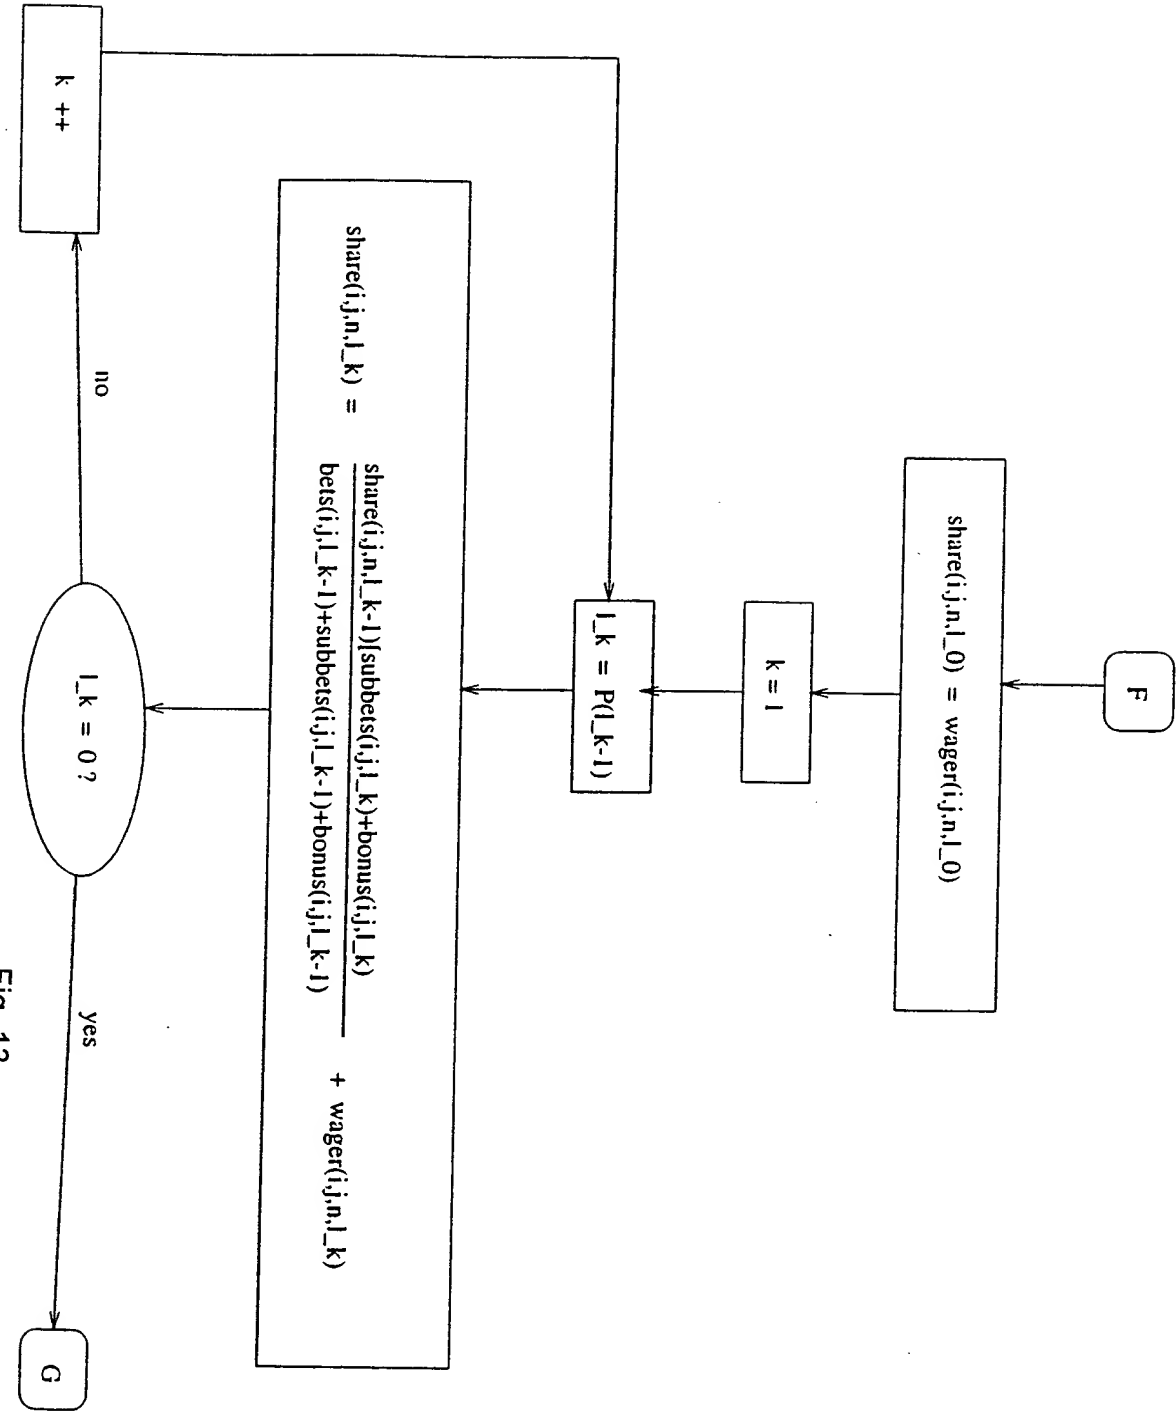 F
share(i,j,n,l_0) = wager(i,j,n,l_0)
k = 1
l_k = P(l_k-1)
share(i,j,n,l_k) =
share(i,j,n,l_k-1)[subbets(i,j,l_k)+bonus(i,j,l_k)
bets(i,j,l_k-1)+subbets(i,j,l_k-1)+bonus(i,j,l_k-1)
+ wager(i,j,n,l_k)
l_k = 0 ?
no
yes
k ++
G